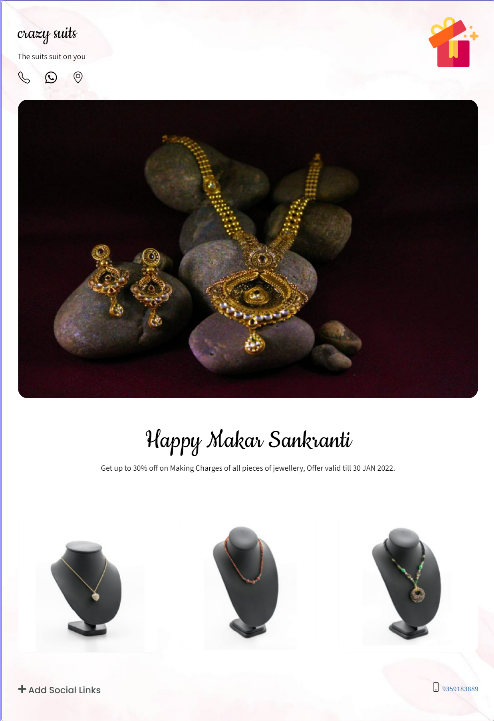 crazy suits
The suits suit on you
Happy Makar Sankranti
Get up to 30% off on Making Charges of all pieces of jewellery, Offer valid till 30 JAN 2022.
+ Add Social Links
9359183889